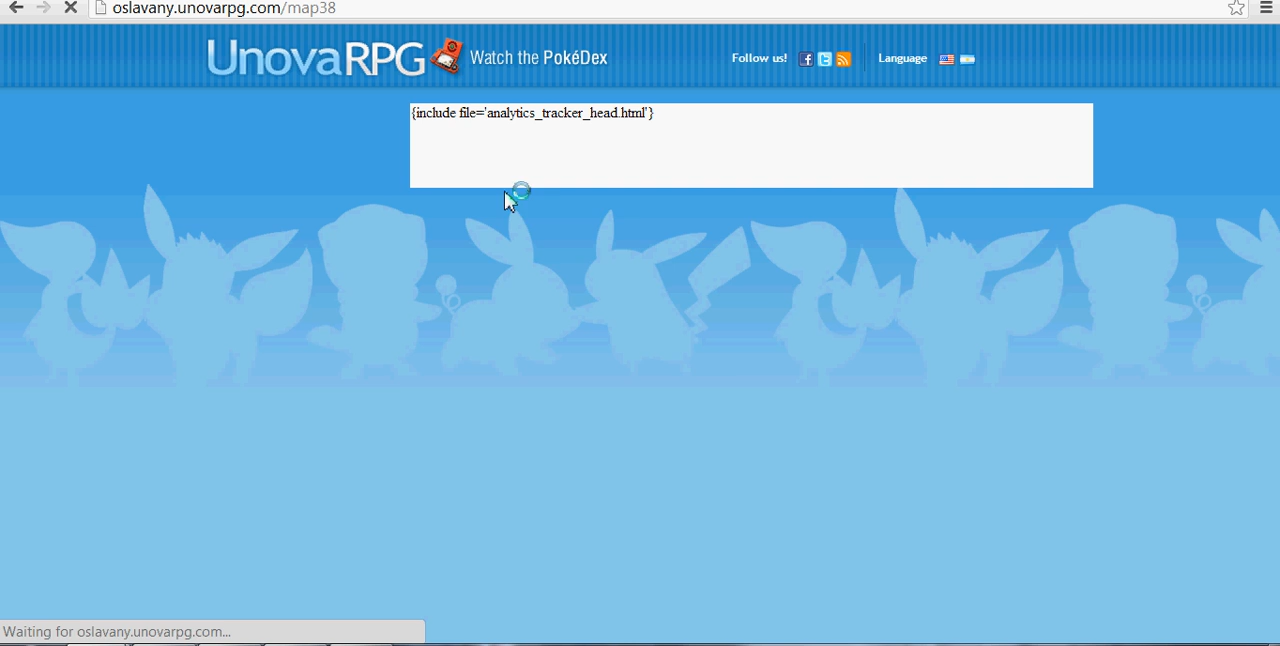 oslavany.unovarpg.com/map38
UnovaRPG Watch the PokéDex Follow us! Language
{include file='analytics_tracker_head.html'}
Waiting for oslavany.unovarpg.com...